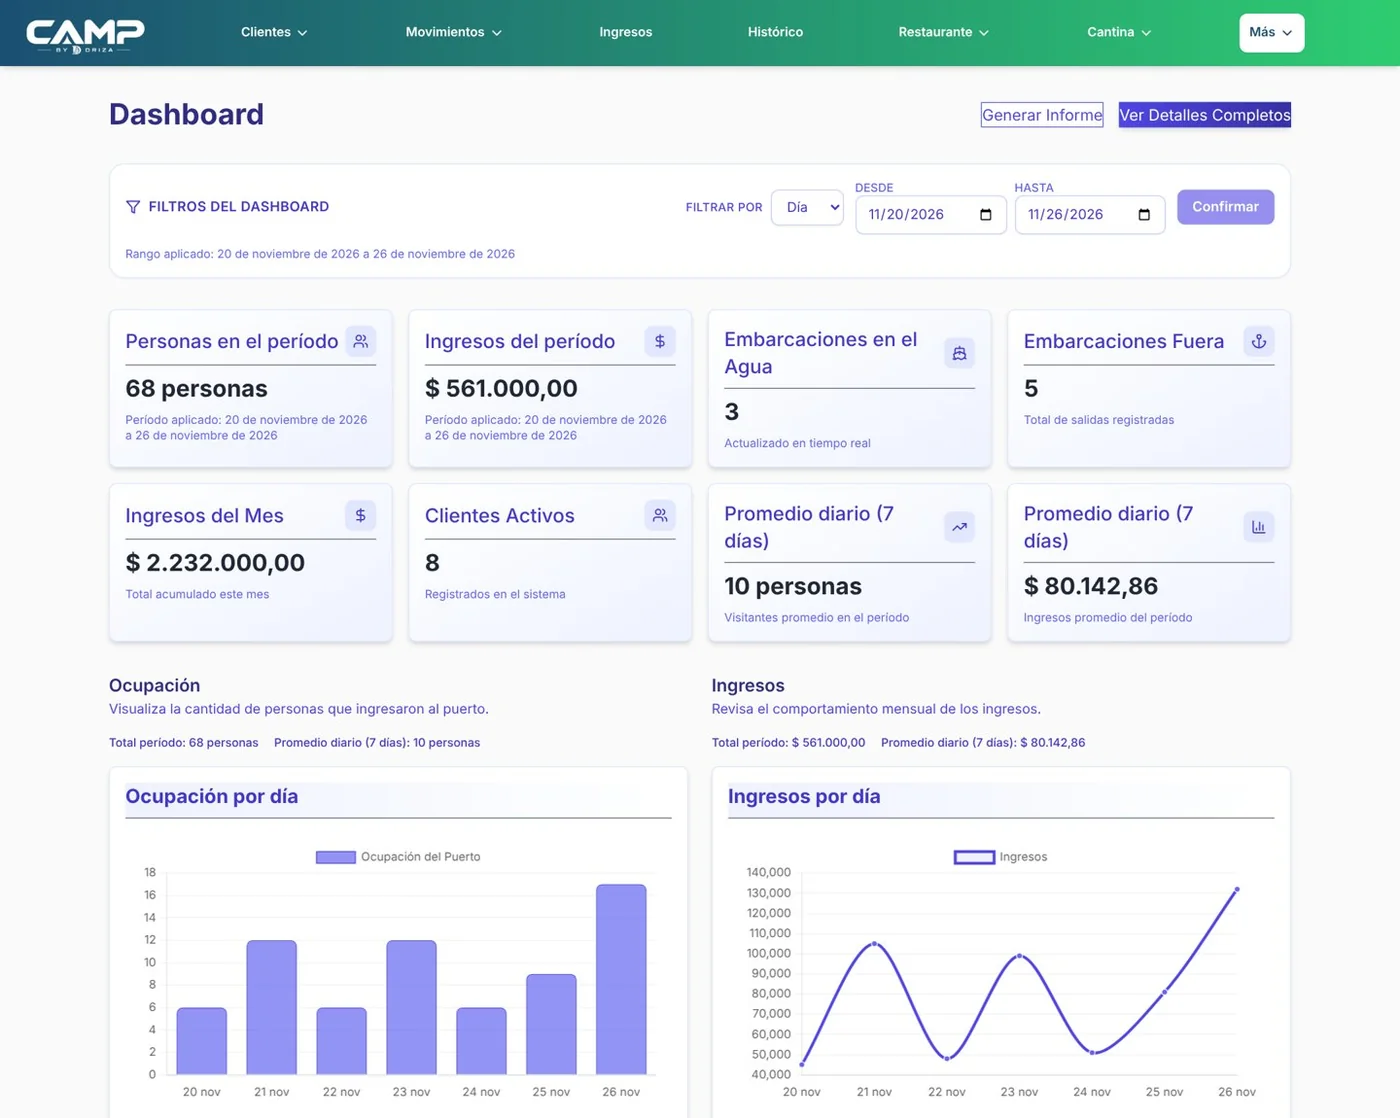 CAMP
BY DRIZA
Clientes
Movimientos
Ingresos
Histórico
Restaurante
Cantina
Más
Dashboard
Generar Informe
Ver Detalles Completos
FILTROS DEL DASHBOARD
FILTRAR POR
Día
DESDE
11/20/2026
HASTA
11/26/2026
Confirmar
Rango aplicado: 20 de noviembre de 2026 a 26 de noviembre de 2026
Personas en el período
68 personas
Período aplicado: 20 de noviembre de 2026
a 26 de noviembre de 2026
Ingresos del período
$ 561.000,00
Período aplicado: 20 de noviembre de 2026
a 26 de noviembre de 2026
Embarcaciones en el
Agua
3
Actualizado en tiempo real
Embarcaciones Fuera
5
Total de salidas registradas
Ingresos del Mes
$ 2.232.000,00
Total acumulado este mes
Clientes Activos
8
Registrados en el sistema
Promedio diario (7
días)
10 personas
Visitantes promedio en el período
Promedio diario (7
días)
$ 80.142,86
Ingresos promedio del período
Ocupación
Visualiza la cantidad de personas que ingresaron al puerto.
Total período: 68 personas
Promedio diario (7 días): 10 personas
Ocupación por día
Ocupación del Puerto
18
16
14
12
10
8
6
4
2
0
20 nov
21 nov
22 nov
23 nov
24 nov
25 nov
26 nov
Ingresos
Revisa el comportamiento mensual de los ingresos.
Total período: $ 561.000,00
Promedio diario (7 días): $ 80.142,86
Ingresos por día
Ingresos
140,000
130,000
120,000
110,000
100,000
90,000
80,000
70,000
60,000
50,000
40,000
20 nov
21 nov
22 nov
23 nov
24 nov
25 nov
26 nov